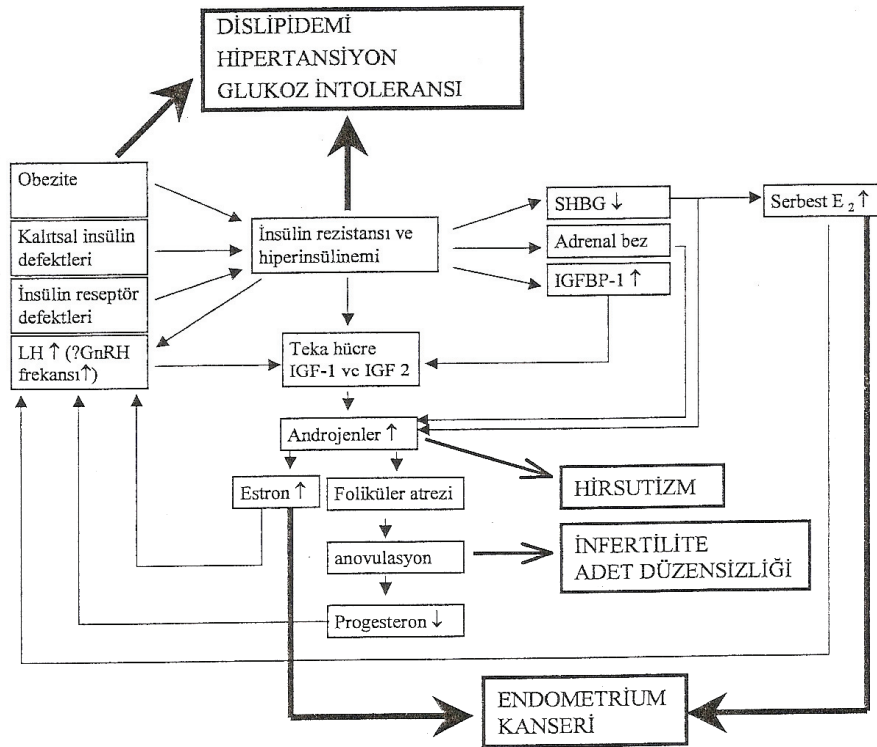 DİSLİPİDEMİ
HİPERTANSİYON
GLUKOZ İNTOLERANSI
Obezite
Kalıtsal insülin
defektleri
İnsülin reseptör
defektleri
LH ↑ (?GnRH
frekansı↑)
İnsülin rezistansı ve
hiperinsülinemi
SHBG ↓
Adrenal bez
IGFBP-1 ↑
Serbest E₂ ↑
Teka hücre
IGF-1 ve IGF 2
Androjenler ↑
Estron ↑
Foliküler atrezi
anovulasyon
Progesteron ↓
HİRSUTİZM
İNFERTİLİTE
ADET DÜZENSİZLİĞİ
ENDOMETRİUM
KANSERİ